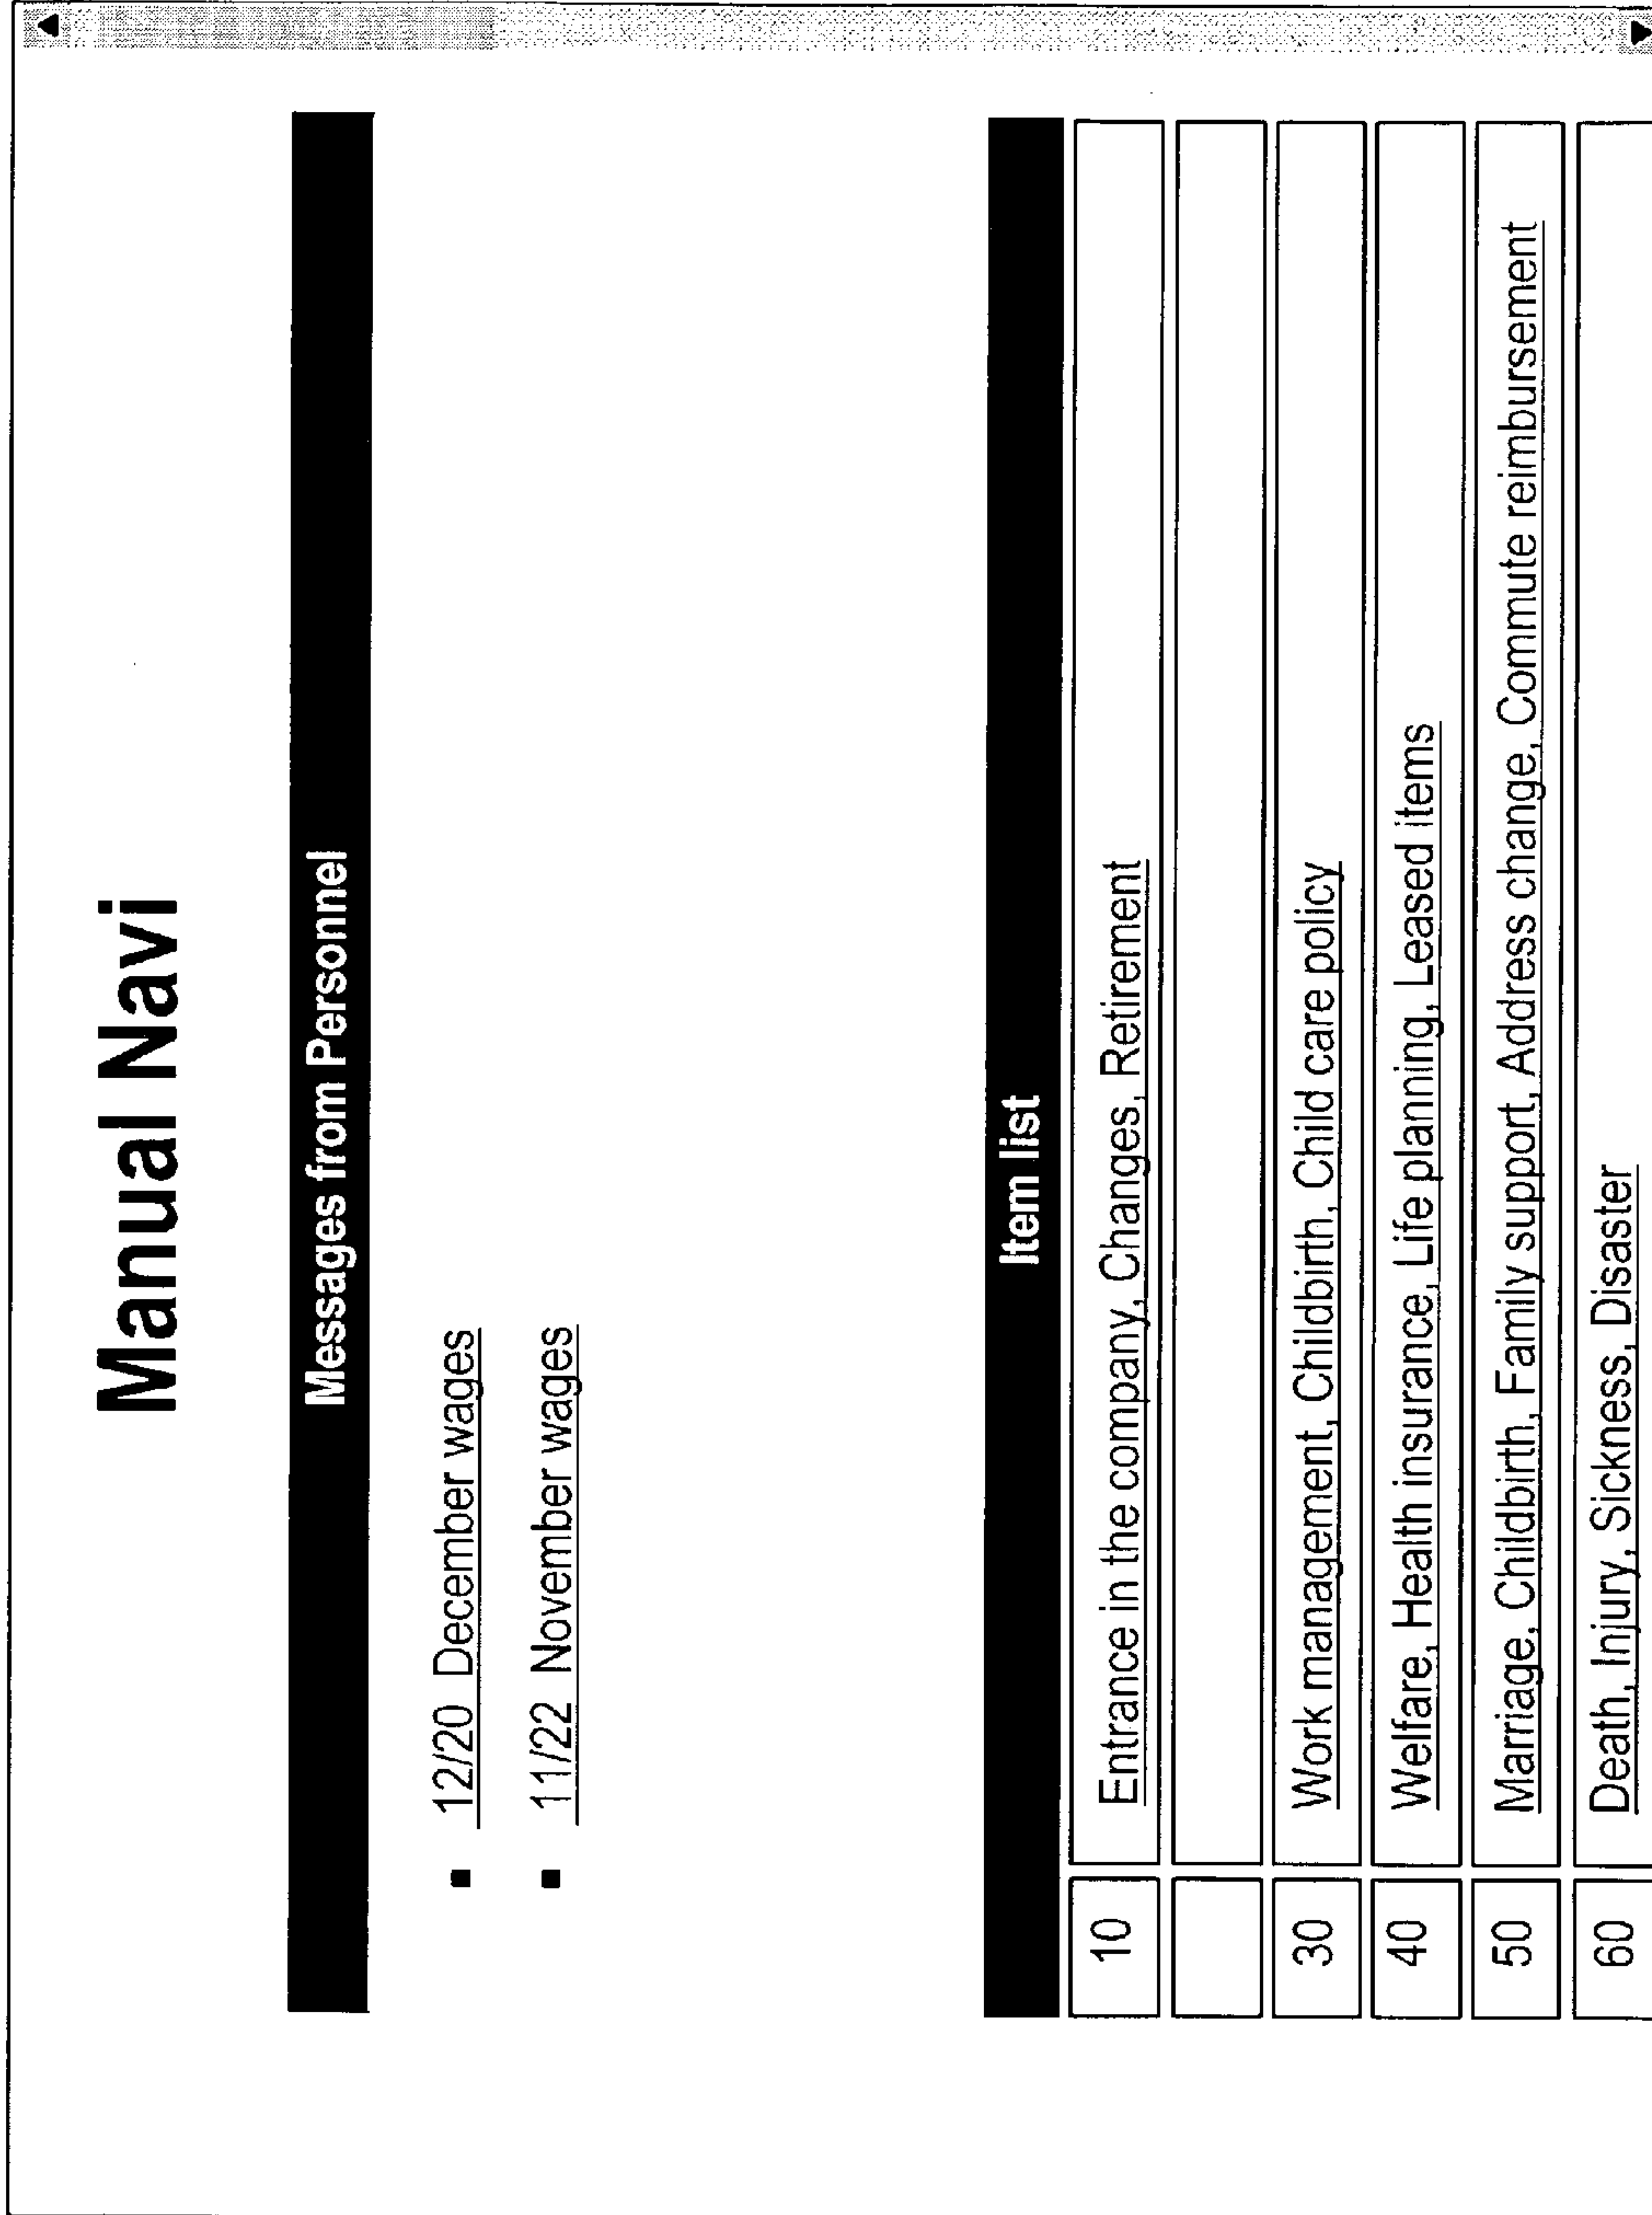 Manual Navi
Messages from Personnel
▪ 12/20 December wages
▪ 11/22 November wages
Item list
10 Entrance in the company, Changes, Retirement
30 Work management, Childbirth, Child care policy
40 Welfare, Health insurance, Life planning, Leased items
50 Marriage, Childbirth, Family support, Address change, Commute reimbursement
60 Death, Injury, Sickness, Disaster